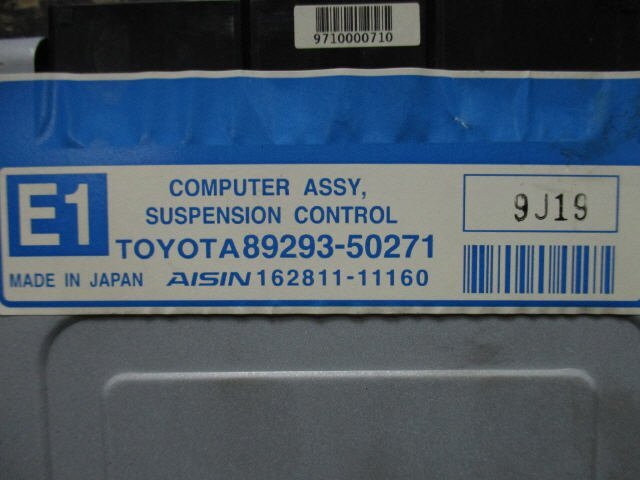 9710000710
E1
COMPUTER ASSY,
SUSPENSION CONTROL
9J19
TOYOTA 89293-50271
MADE IN JAPAN AISIN 162811-11160